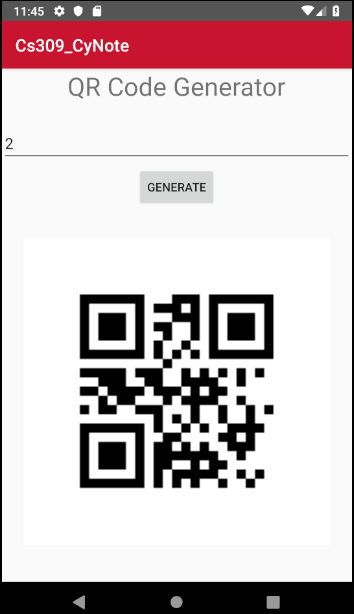 11:45
Cs309_CyNote
QR Code Generator
2
GENERATE